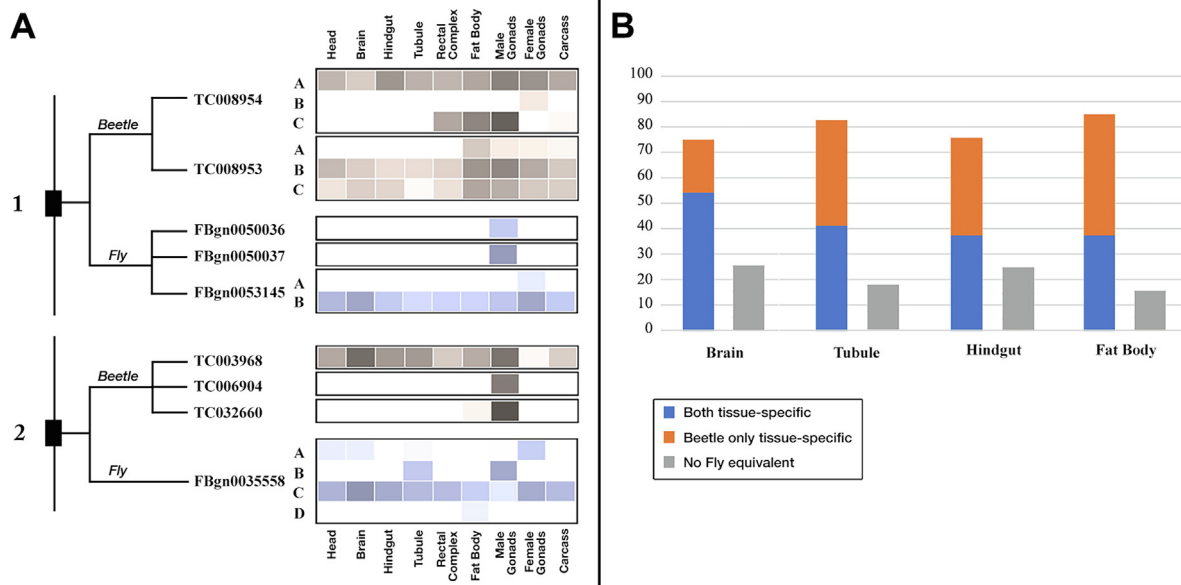 A
Head
Brain
Hindgut
Tubule
Rectal
Complex
Fat Body
Male
Gonads
Female
Gonads
Carcass
1
Beetle
TC008954
A
B
C
TC008953
A
B
C
Fly
FBgn0050036
FBgn0050037
FBgn0053145
A
B
2
Beetle
TC003968
TC006904
TC032660
Fly
FBgn0035558
A
B
C
D
Head
Brain
Hindgut
Tubule
Rectal
Complex
Fat Body
Male
Gonads
Female
Gonads
Carcass
B
100
90
80
70
60
50
40
30
20
10
0
Brain
Tubule
Hindgut
Fat Body
Both tissue-specific
Beetle only tissue-specific
No Fly equivalent